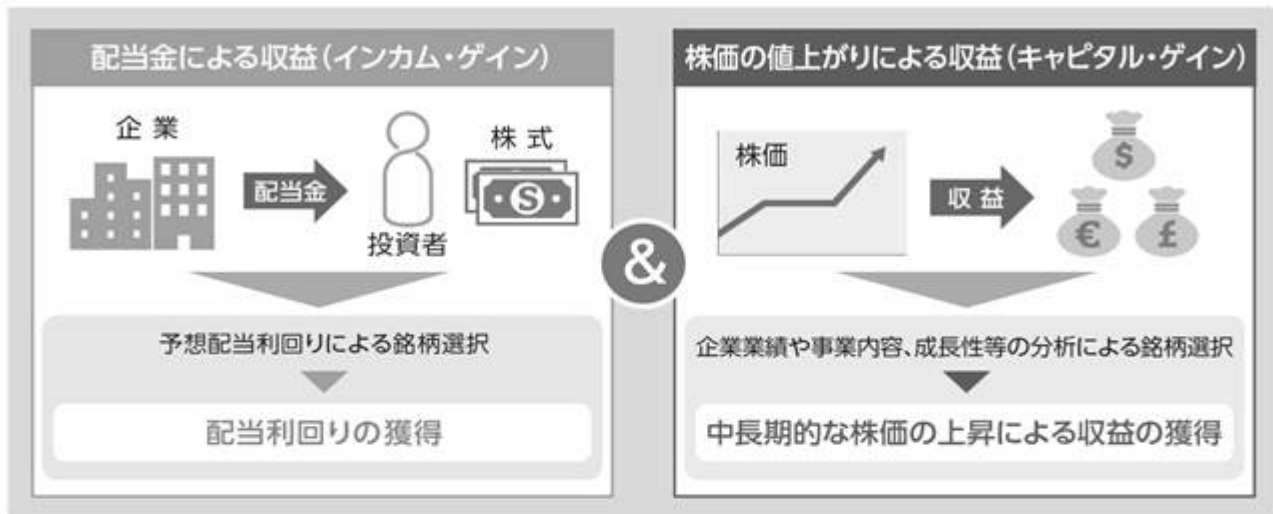 配当金による収益(インカム・ゲイン)
企業
配当金
投資者
株式
S
予想配当利回りによる銘柄選択
配当利回りの獲得
&
株価の値上がりによる収益(キャピタル・ゲイン)
株価
収益
$
€
£
企業業績や事業内容、成長性等の分析による銘柄選択
中長期的な株価の上昇による収益の獲得